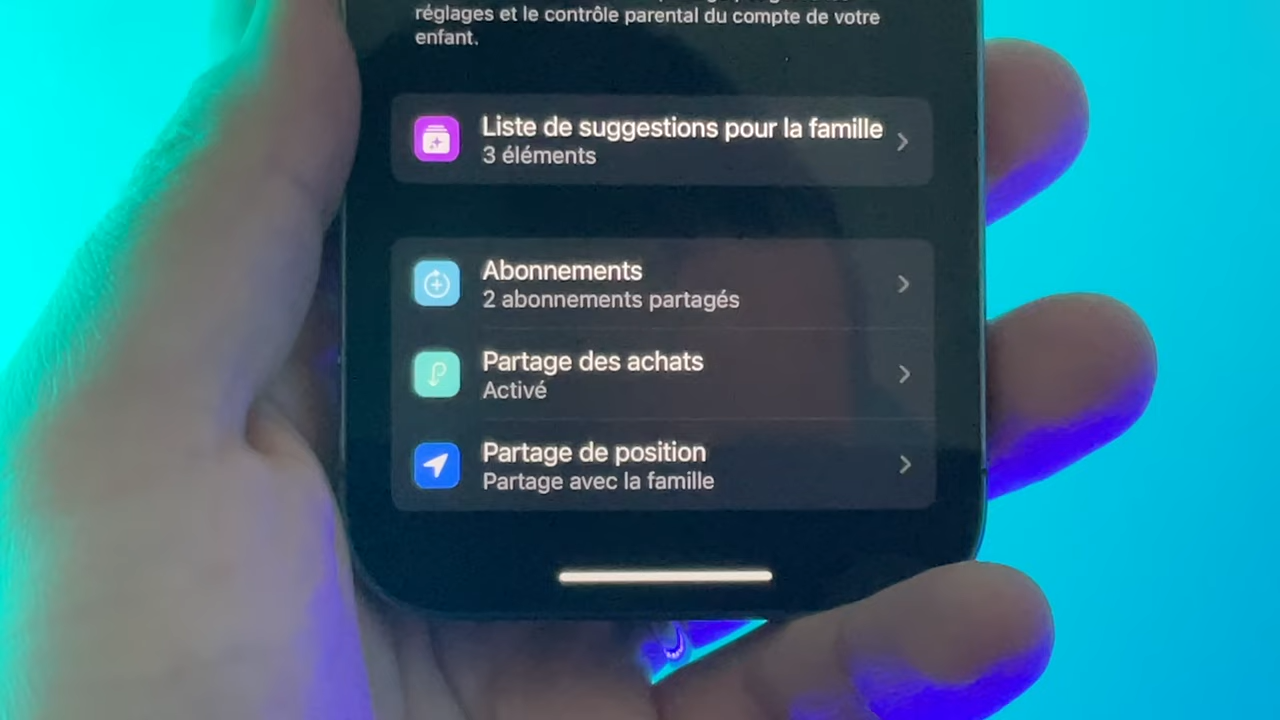 réglages et le contrôle parental du compte de votre
enfant.
Liste de suggestions pour la famille
3 éléments
Abonnements
2 abonnements partagés
Partage des achats
Activé
Partage de position
Partage avec la famille